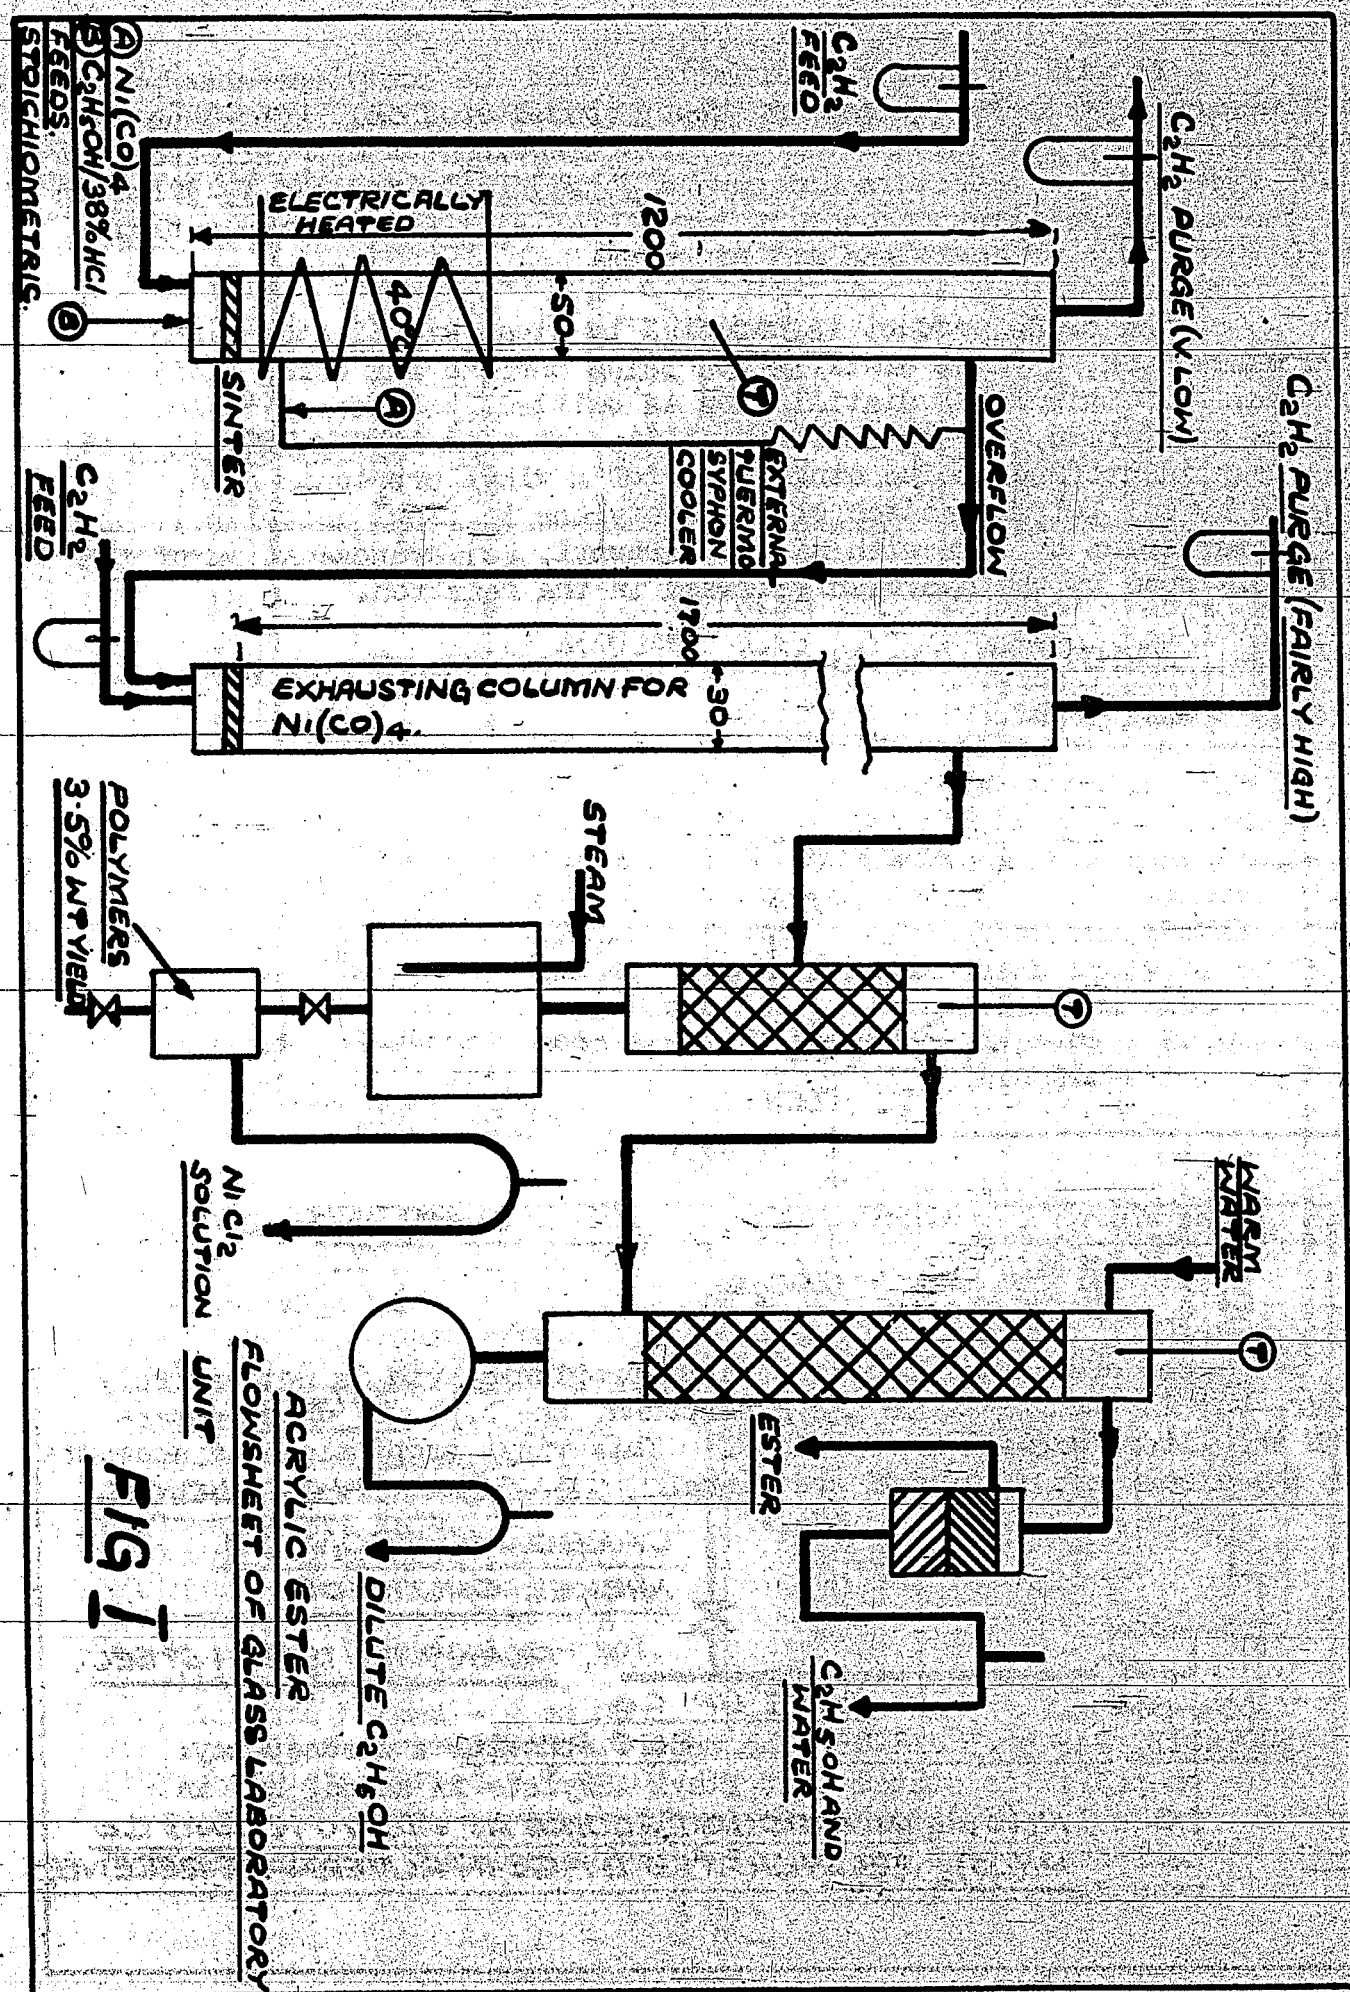 C2H2 PURGE (V.LOW)
C2H2 PURGE (FAIRLY HIGH)
C2H2
FEED
1200
ELECTRICALLY
HEATED
40°C
50
T
OVERFLOW
EXTERNAL
THERMO
SYPHON
COOLER
A
SINTER
B
A Ni(CO)4
B C2H5OH/38% HCl
FEEDS.
STOICHIOMETRIC.
C2H2
FEED
1700
EXHAUSTING COLUMN FOR
Ni(CO)4.
30
STEAM
T
POLYMERS
3·5% WT YIELD
NiCl2
SOLUTION UNIT
WARM
WATER
T
ESTER
C2H5OH AND
WATER
DILUTE C2H5OH
ACRYLIC ESTER
FLOWSHEET OF GLASS LABORRATORY
FIG 1